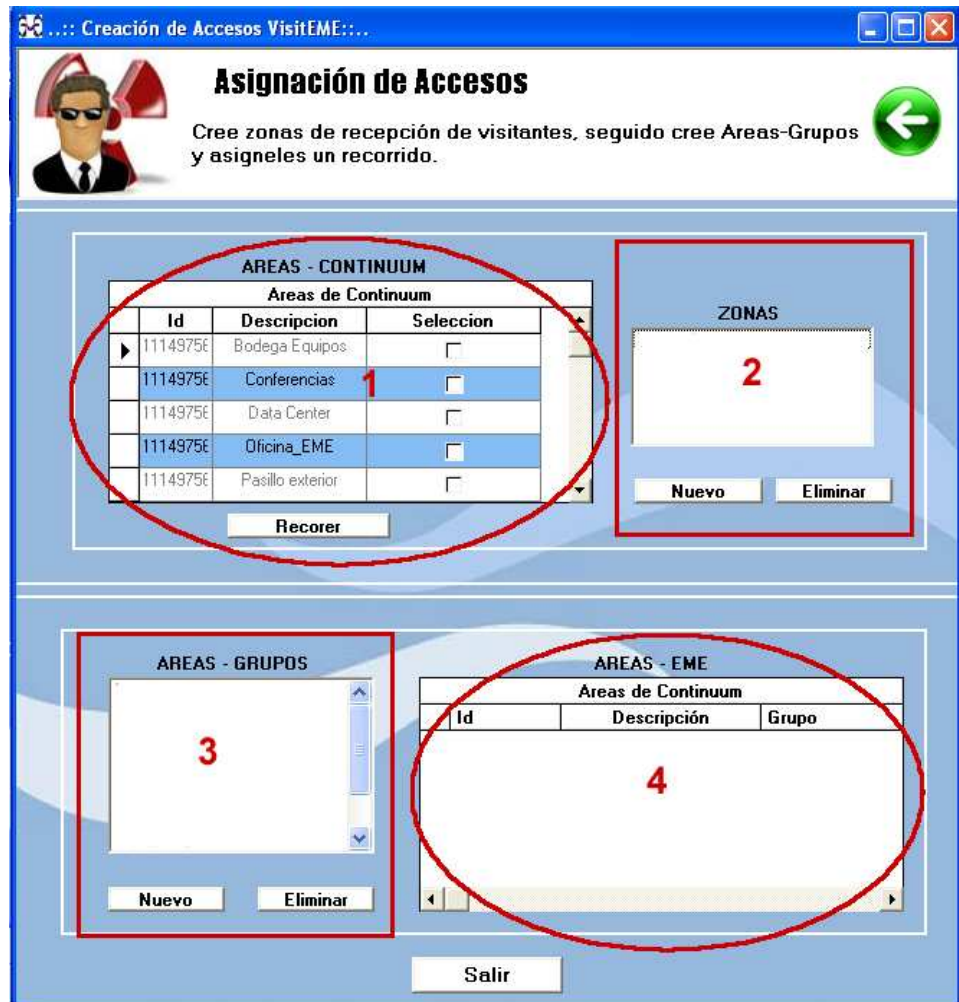 ..:: Creación de Accesos VisitEME::..
Asignación de Accesos
Cree zonas de recepción de visitantes, seguido cree Areas-Grupos
y asigneles un recorrido.
AREAS - CONTINUUM
Areas de Continuum
Id Descripcion Seleccion
Bodega Equipos
Conferencias
Data Center
Oficina_EME
Pasillo exterior
1
Recorer
ZONAS
2
Nuevo Eliminar
AREAS - GRUPOS
3
Nuevo Eliminar
AREAS - EME
Areas de Continuum
Id Descripción Grupo
4
Salir